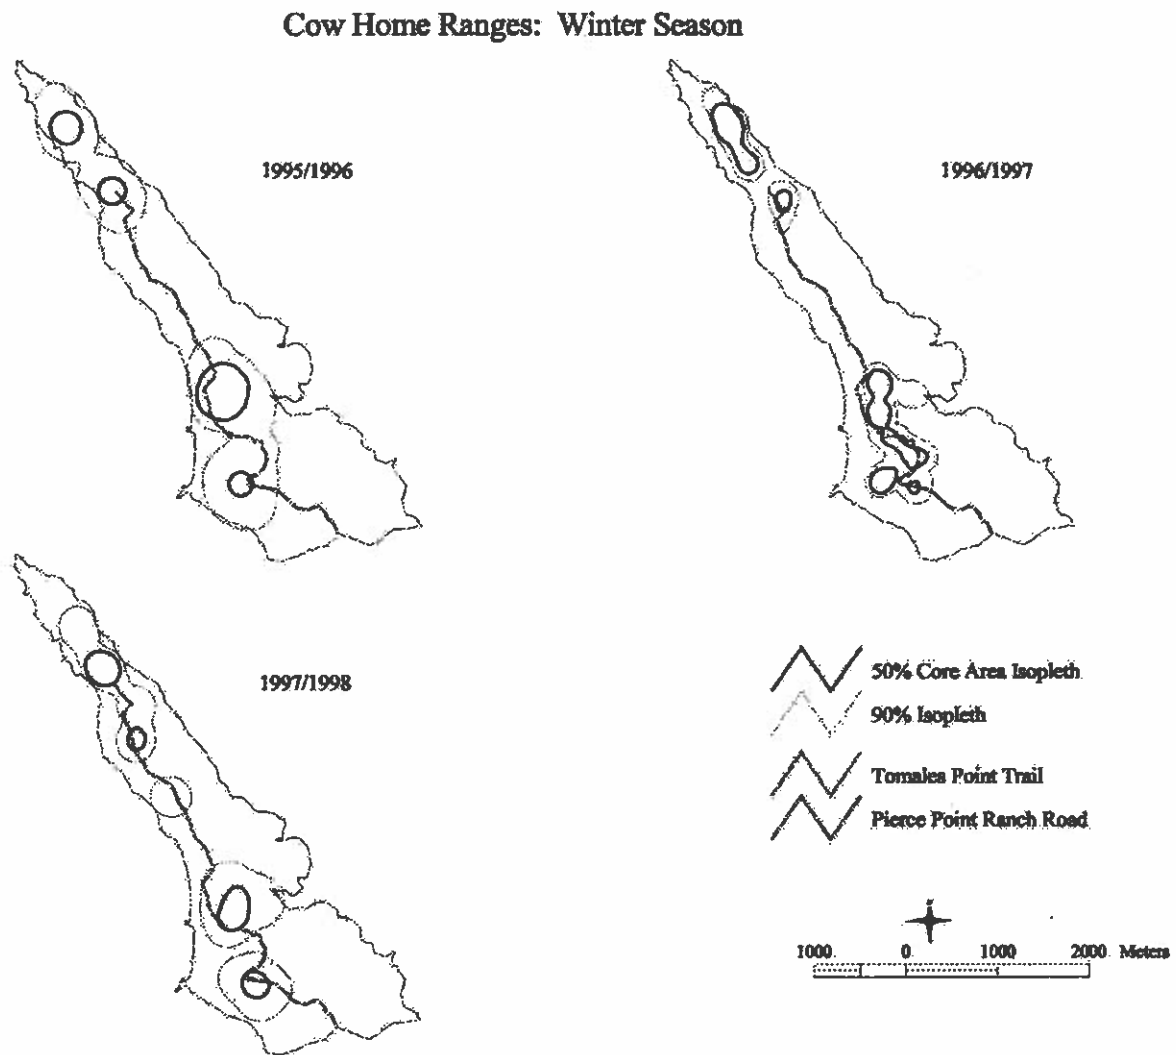 Cow Home Ranges: Winter Season
1995/1996
1996/1997
1997/1998
50% Core Area Isopleth
90% Isopleth
Tomales Point Trail
Pierce Point Ranch Road
N
1000 0 1000 2000 Meters